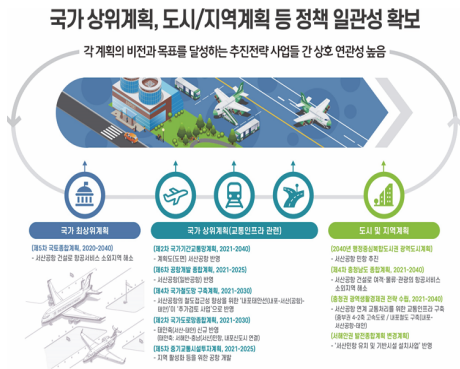 국가 상위계획, 도시/지역계획 등 정책 일관성 확보
각 계획의 비전과 목표를 달성하는 추진전략 사업들 간 상호 연관성 높음
국가 최상위계획
[제5차 국토종합계획, 2020-2040]
- 서산공항 건설로 항공서비스
소외지역 해소
국가 상위계획(교통인프라 관련)
[제2차 국가기간교통망계획, 2021-2040]
- 계획(도면) 서산공항 반영
[제6차 공항개발 종합계획, 2021-2025]
- 서산공항(일반공항) 반영
[제4차 국가철도망 구축계획, 2021-2030]
- 서산공항의 철도접근성 향상을 위한 '내포태안선(내포-서산(공항)-
태안)'이 '추가검토 사업'으로 반영
[제2차 국가도로망종합계획, 2021-2030]
- 태안축(서산-태안) 신규 반영
(태안축: 서해안-충남(서산)민항, 내포신도시 연결)
[제5차 중기교통시설투자계획, 2021-2025]
- 지역 활성화 등을 위한 공항 개발
도시 및 지역계획
(2040년 행정중심복합도시권 광역도시계획)
- 서산공항 민항 추진
(제4차 충청남도 종합계획, 2021-2040)
- 서산공항 건설로 여객·물류·관광의 항공서비스
소외지역 해소
(충청권 광역생활경제권 전략 수립, 2021-2040)
- 서산공항 연계 교통처리를 위한 교통인프라 구축
(중부권 4-2축 고속도로 / 내포철도 구축(내포-
서산공항-태안)
(서해안권 발전종합계획 변경계획)
- '서산민항 유치 및 기반시설 설치사업' 반영